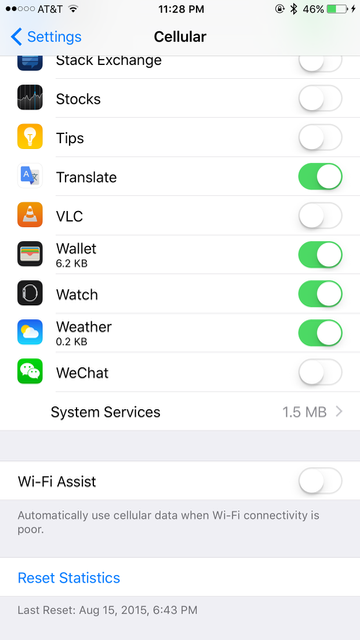 AT&T 11:28 PM 46%
Settings Cellular
Stack Exchange
Stocks
Tips
Translate
VLC
Wallet
6.2 KB
Watch
Weather
0.2 KB
WeChat
System Services 1.5 MB
Wi-Fi Assist
Automatically use cellular data when Wi-Fi connectivity is
poor.
Reset Statistics
Last Reset: Aug 15, 2015, 6:43 PM